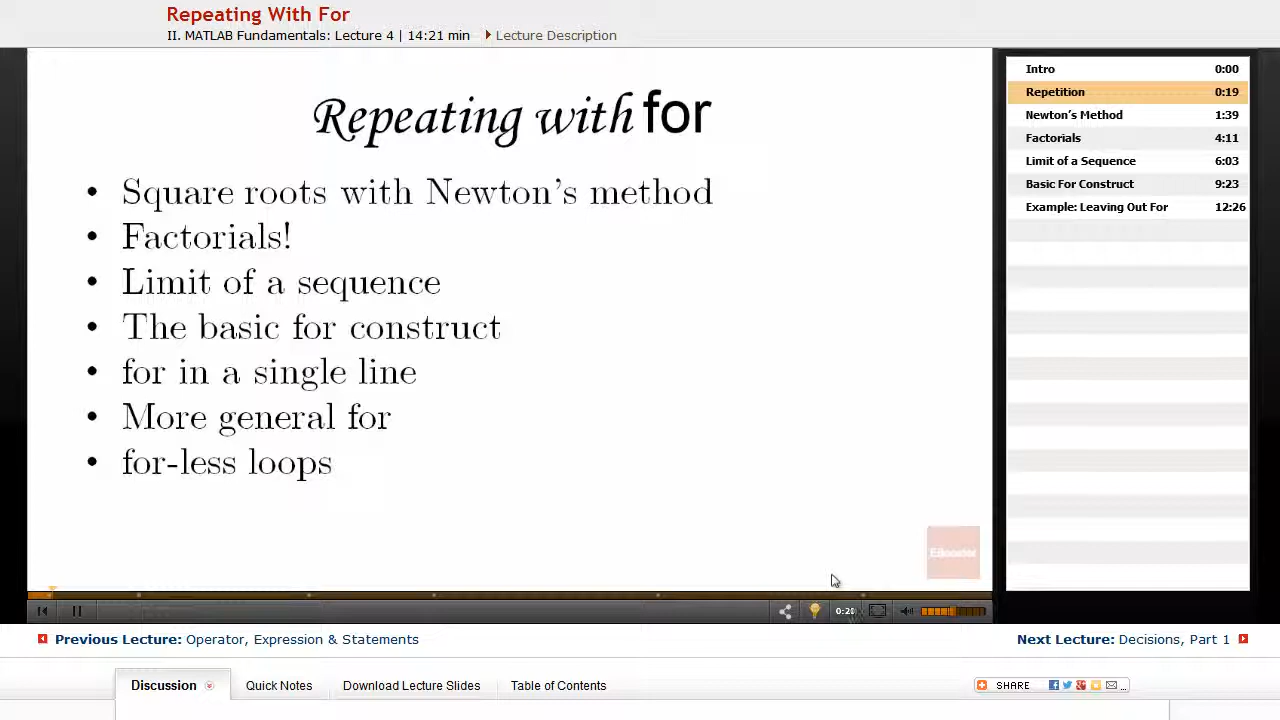 Repeating With For
II. MATLAB Fundamentals: Lecture 4 | 14:21 min Lecture Description
Repeating with for
• Square roots with Newton's method
• Factorials!
• Limit of a sequence
• The basic for construct
• for in a single line
• More general for
• for-less loops
Educator
Intro 0:00
Repetition 0:19
Newton's Method 1:39
Factorials 4:11
Limit of a Sequence 6:03
Basic For Construct 9:23
Example: Leaving Out For 12:26
Previous Lecture: Operator, Expression & Statements
Next Lecture: Decisions, Part 1
Discussion Quick Notes Download Lecture Slides Table of Contents
SHARE